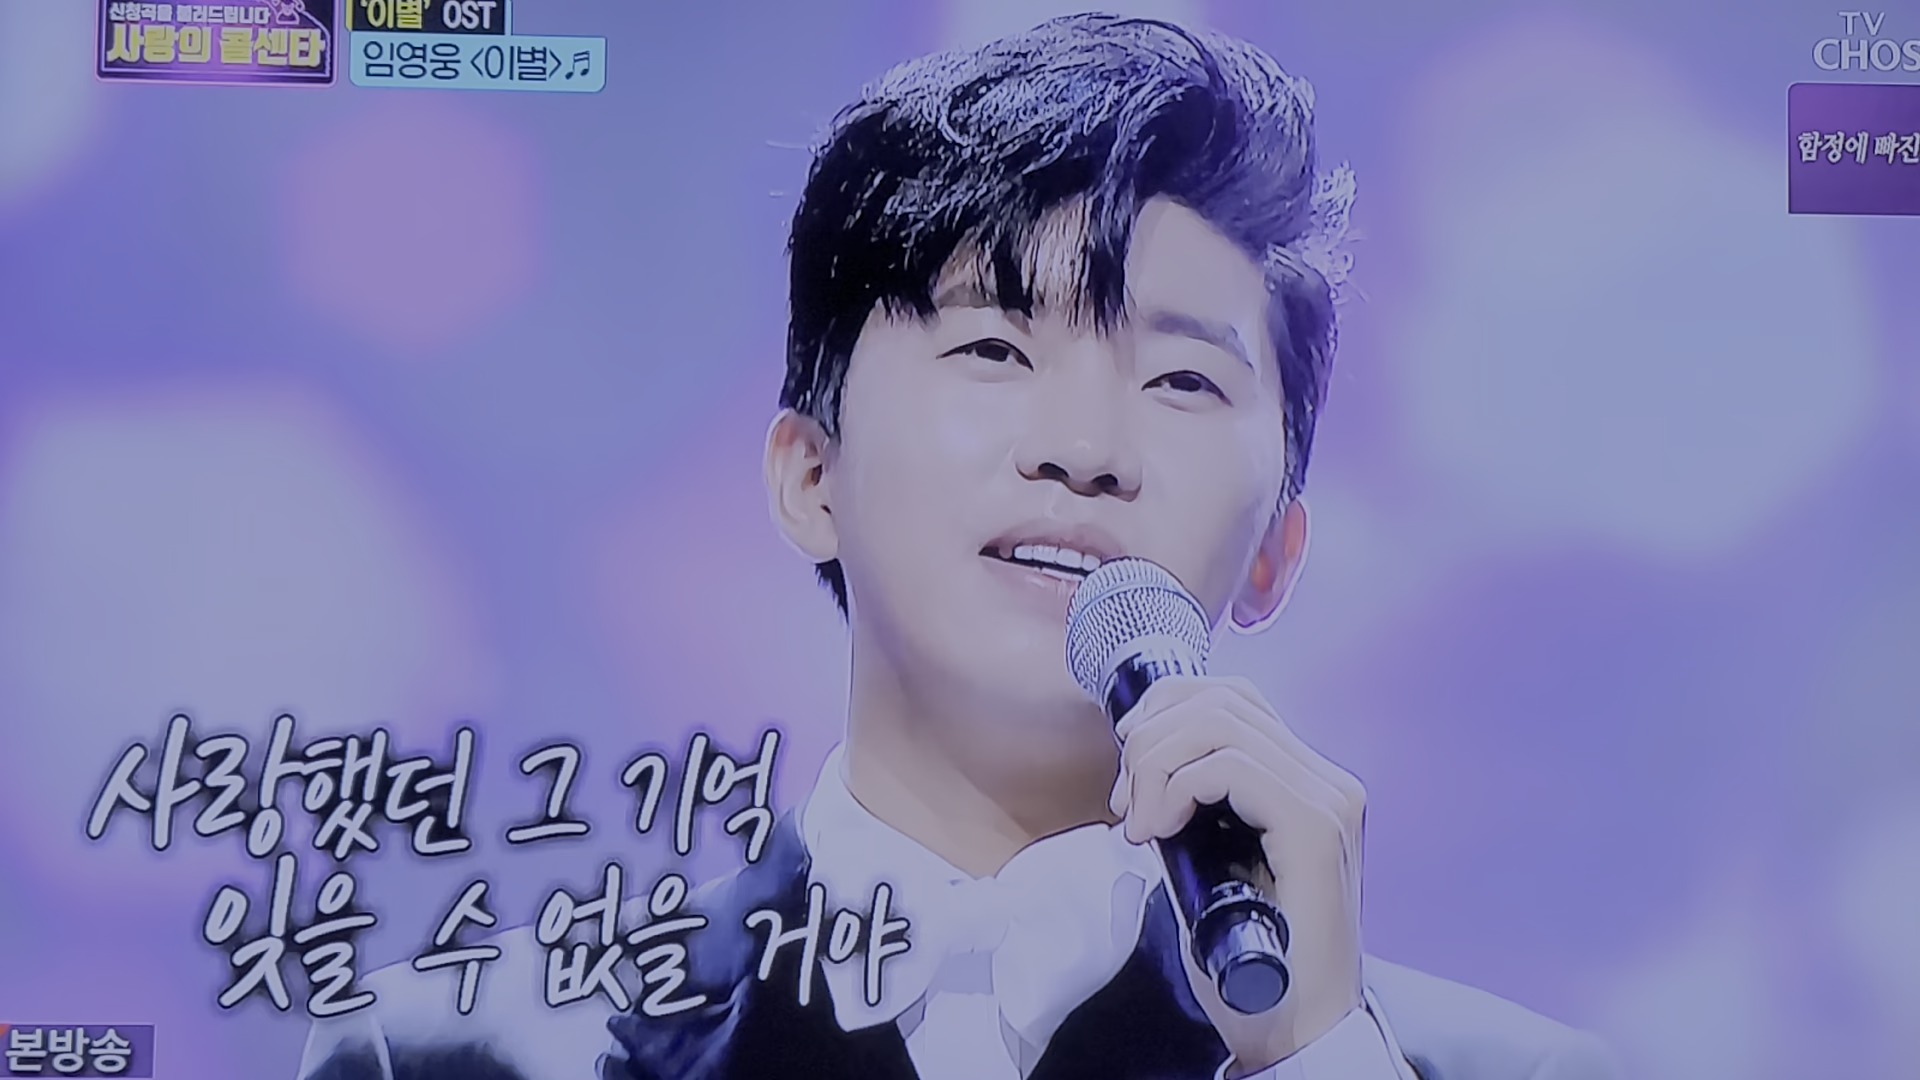 신청곡을 불러드립니다
사랑의 콜센타
'이별' OST
임영웅 <이별>♬
TV
CHOS
함정에 빠진
사랑했던 그 기억
잊을 수 없을 거야
본방송